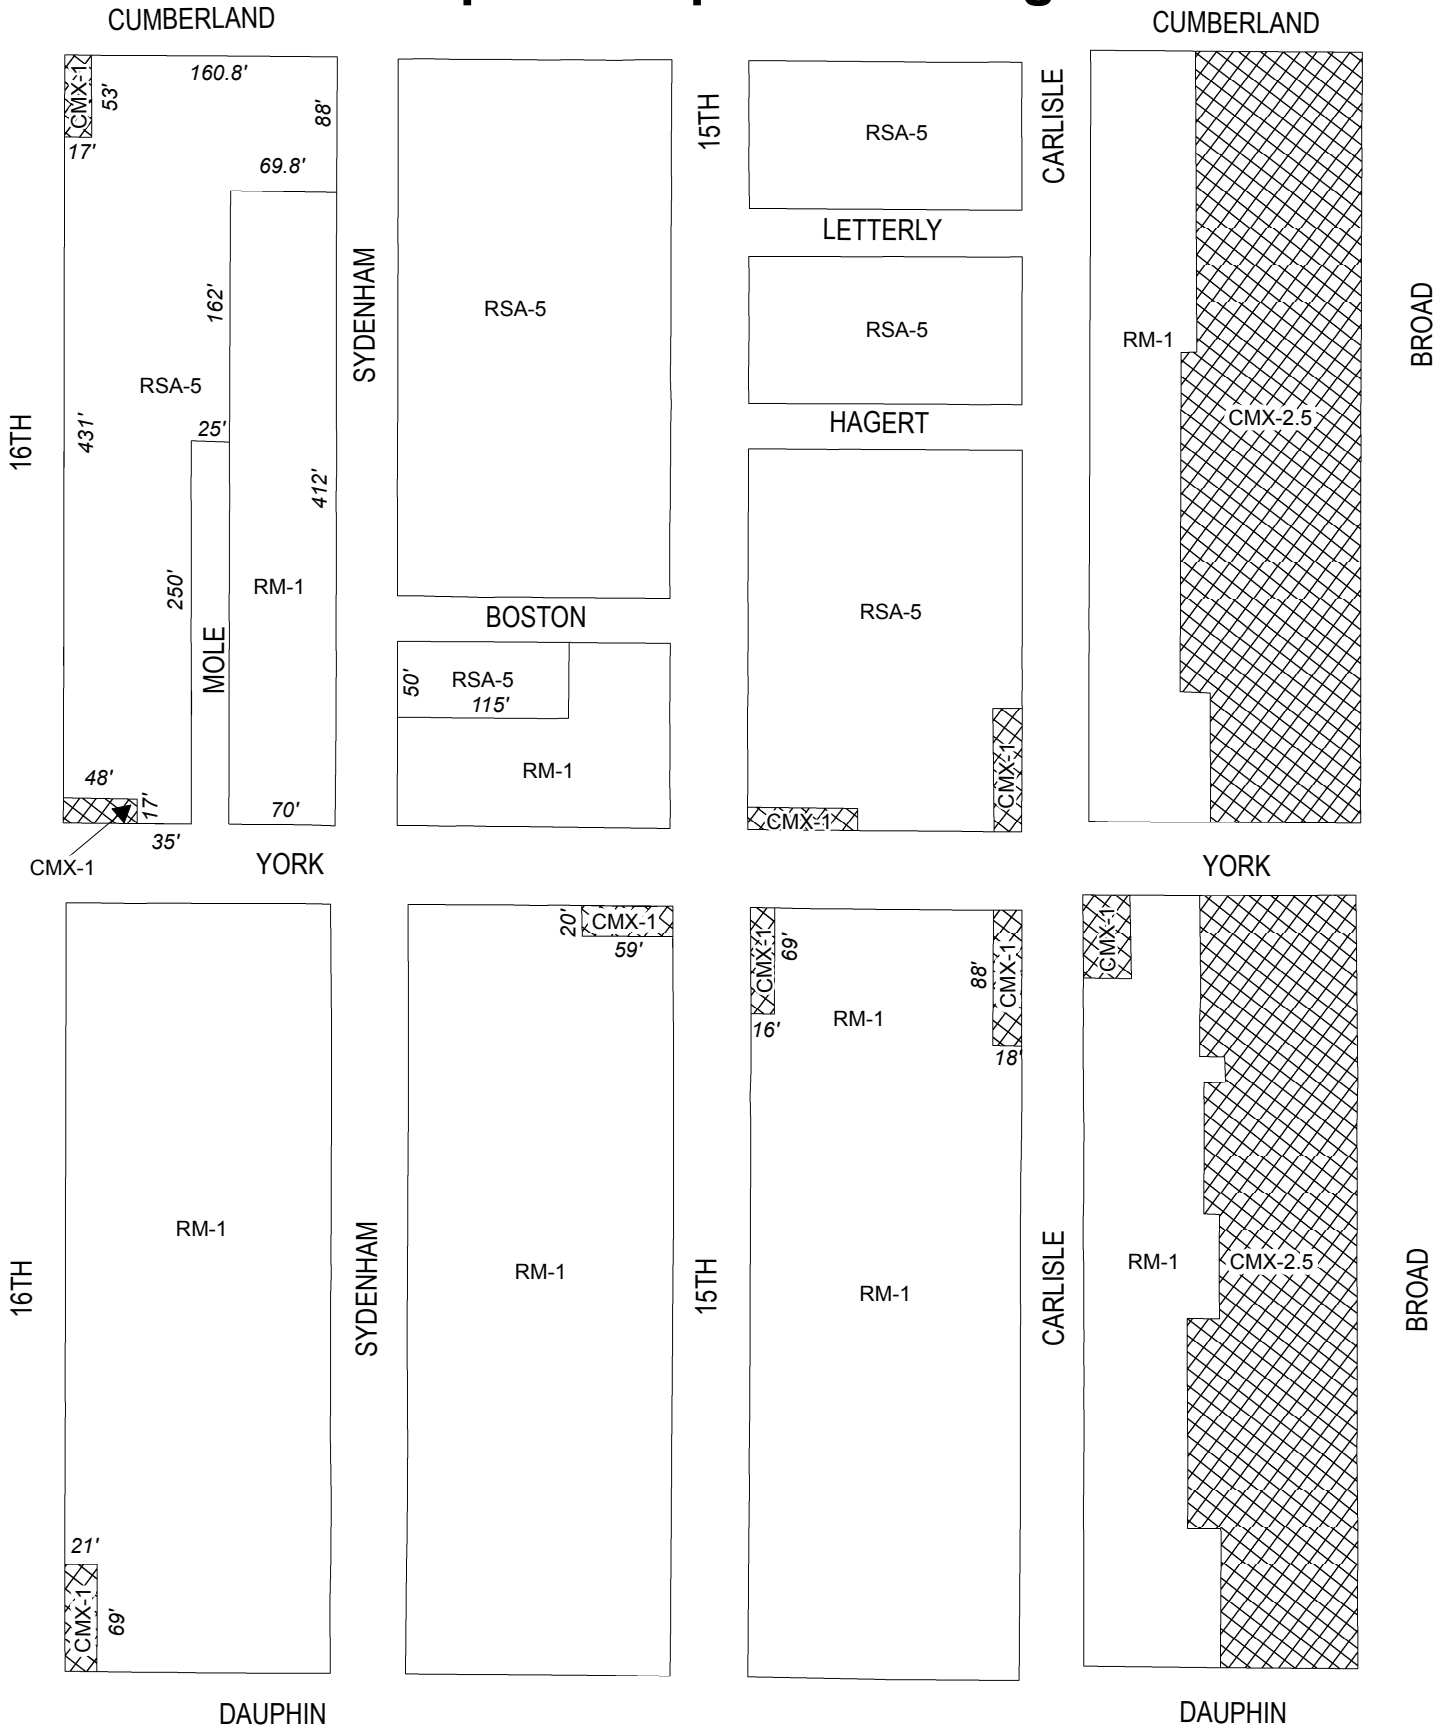 CUMBERLAND
CUMBERLAND
CMX-1
53'
160.8'
88'
17'
69.8'
15TH
RSA-5
CARLISLE
LETTERLY
SYDENHAM
162'
RSA-5
RSA-5
RM-1
BROAD
RSA-5
16TH
431'
25'
HAGERT
CMX-2.5
412'
250'
RM-1
MOLE
BOSTON
RSA-5
50'
RSA-5
115'
RM-1
CMX-1
48'
17'
35'
70'
CMX-1
CMX-1
YORK
YORK
20'
CMX-1
59'
CMX-1
69'
16'
RM-1
88'
CMX-1
18'
CMX-1
16TH
RM-1
SYDENHAM
RM-1
15TH
RM-1
CARLISLE
RM-1
CMX-2.5
BROAD
21'
CMX-1
69'
DAUPHIN
DAUPHIN